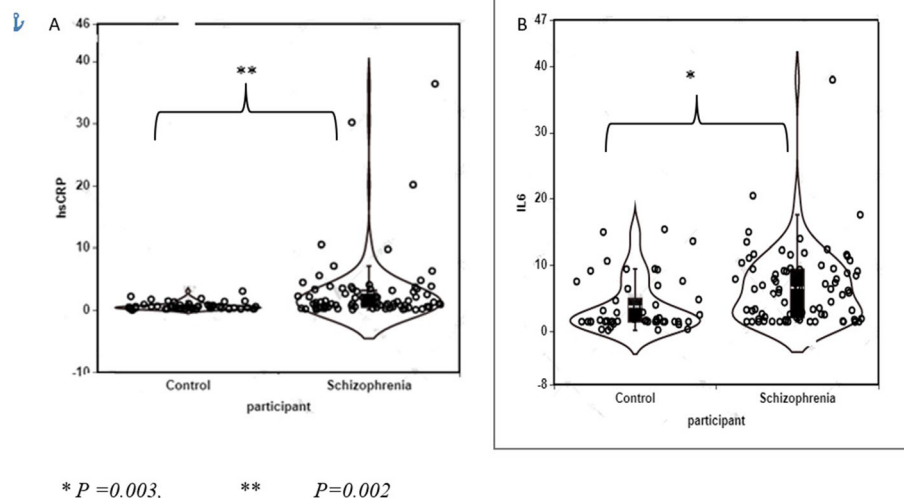 A
46
40
30
20
10
0
-10
hsCRP
**
Control Schizophrenia
participant
B
47
40
30
20
10
0
-8
IL6
*
Control Schizophrenia
participant
* P =0.003. ** P=0.002